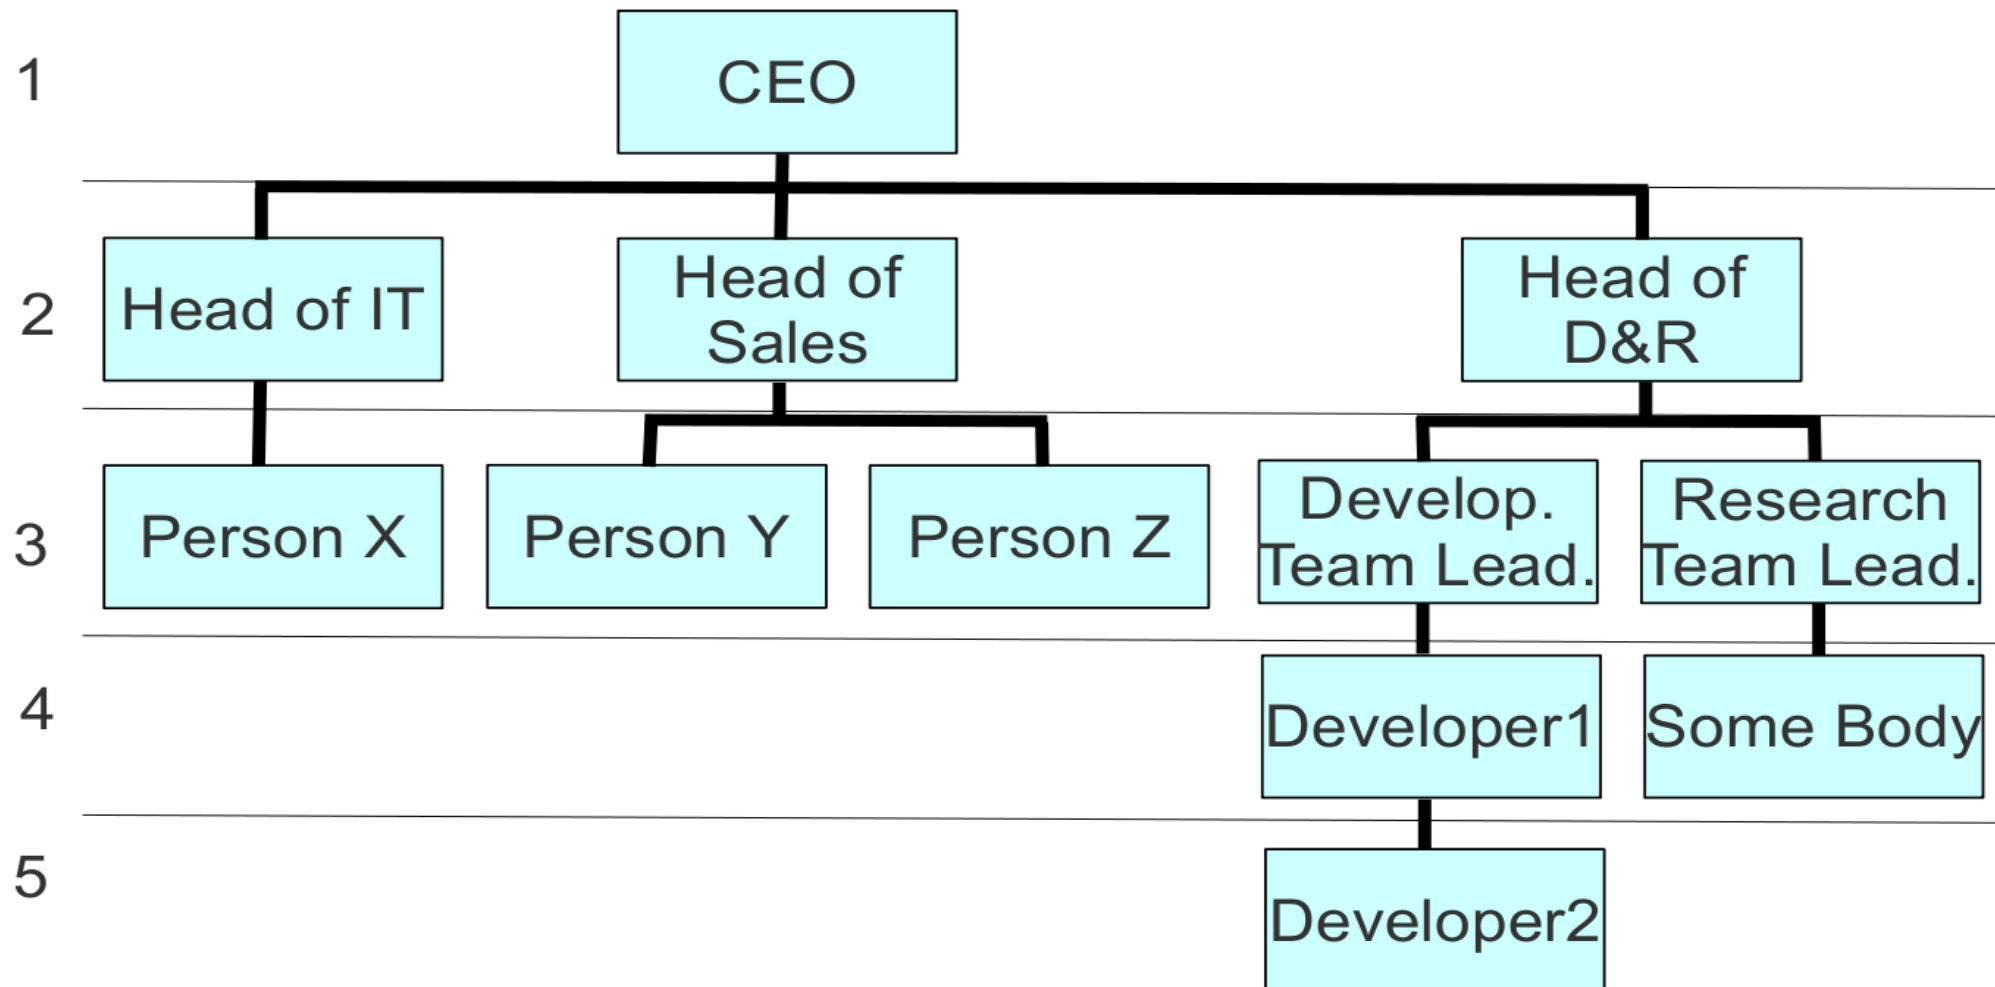 1
CEO
2
Head of IT
Head of
Sales
Head of
D&R
3
Person X
Person Y
Person Z
Develop.
Team Lead.
Research
Team Lead.
4
Developer1
Some Body
5
Developer2